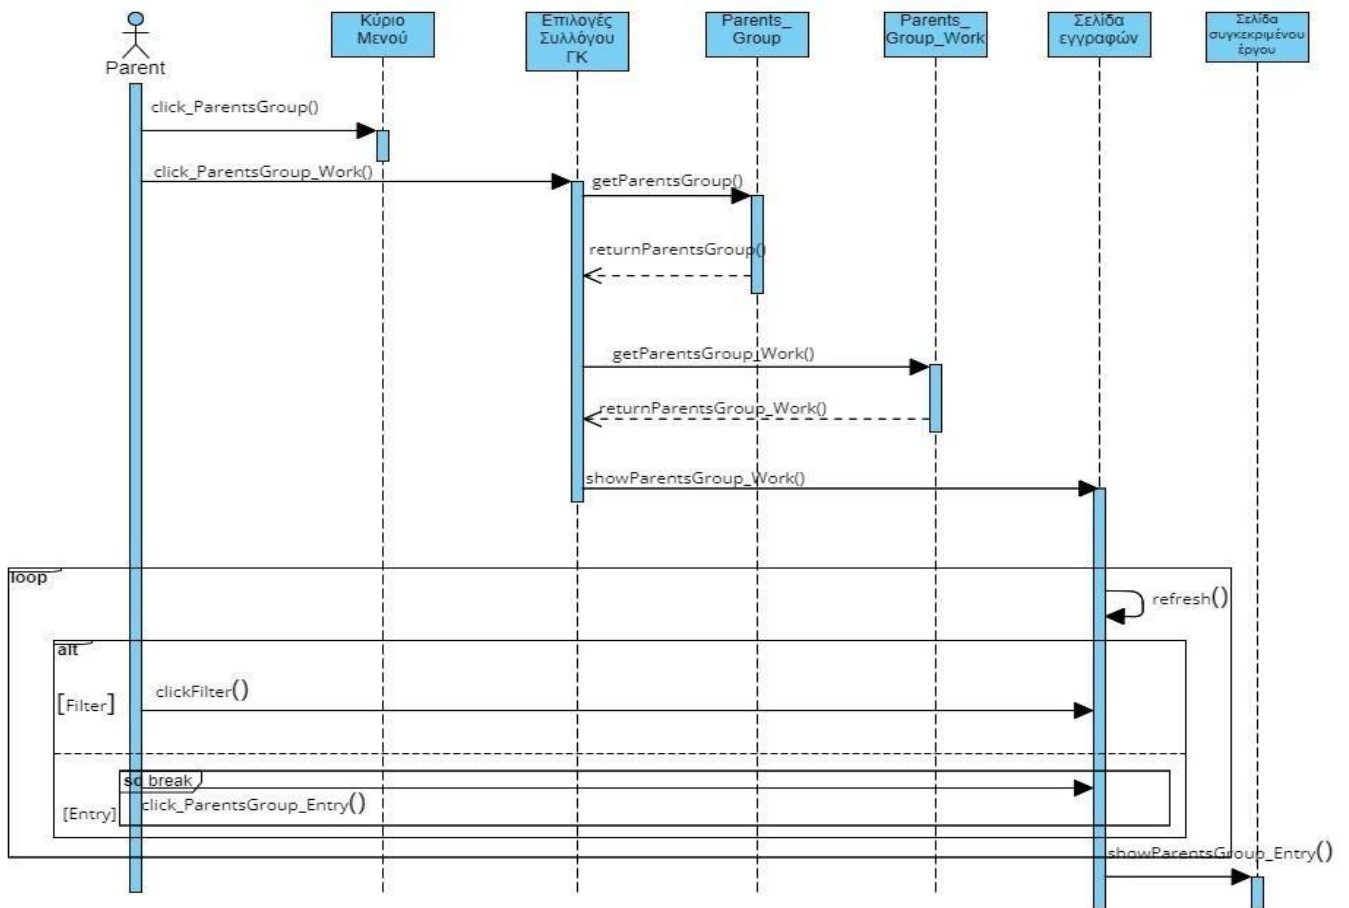 Parent
Κύριο
Μενού
Επιλογές
Συλλόγου
ΓΚ
Parents_
Group
Parents_
Group_Work
Σελίδα
εγγραφών
Σελίδα
συγκεκριμένου
έργου
click_ParentsGroup()
click_ParentsGroup_Work()
getParentsGroup()
returnParentsGroup()
getParentsGroup_Work()
returnParentsGroup_Work()
showParentsGroup_Work()
loop
refresh()
alt
[Filter]
clickFilter()
sd break
[Entry]
click_ParentsGroup_Entry()
showParentsGroup_Entry()